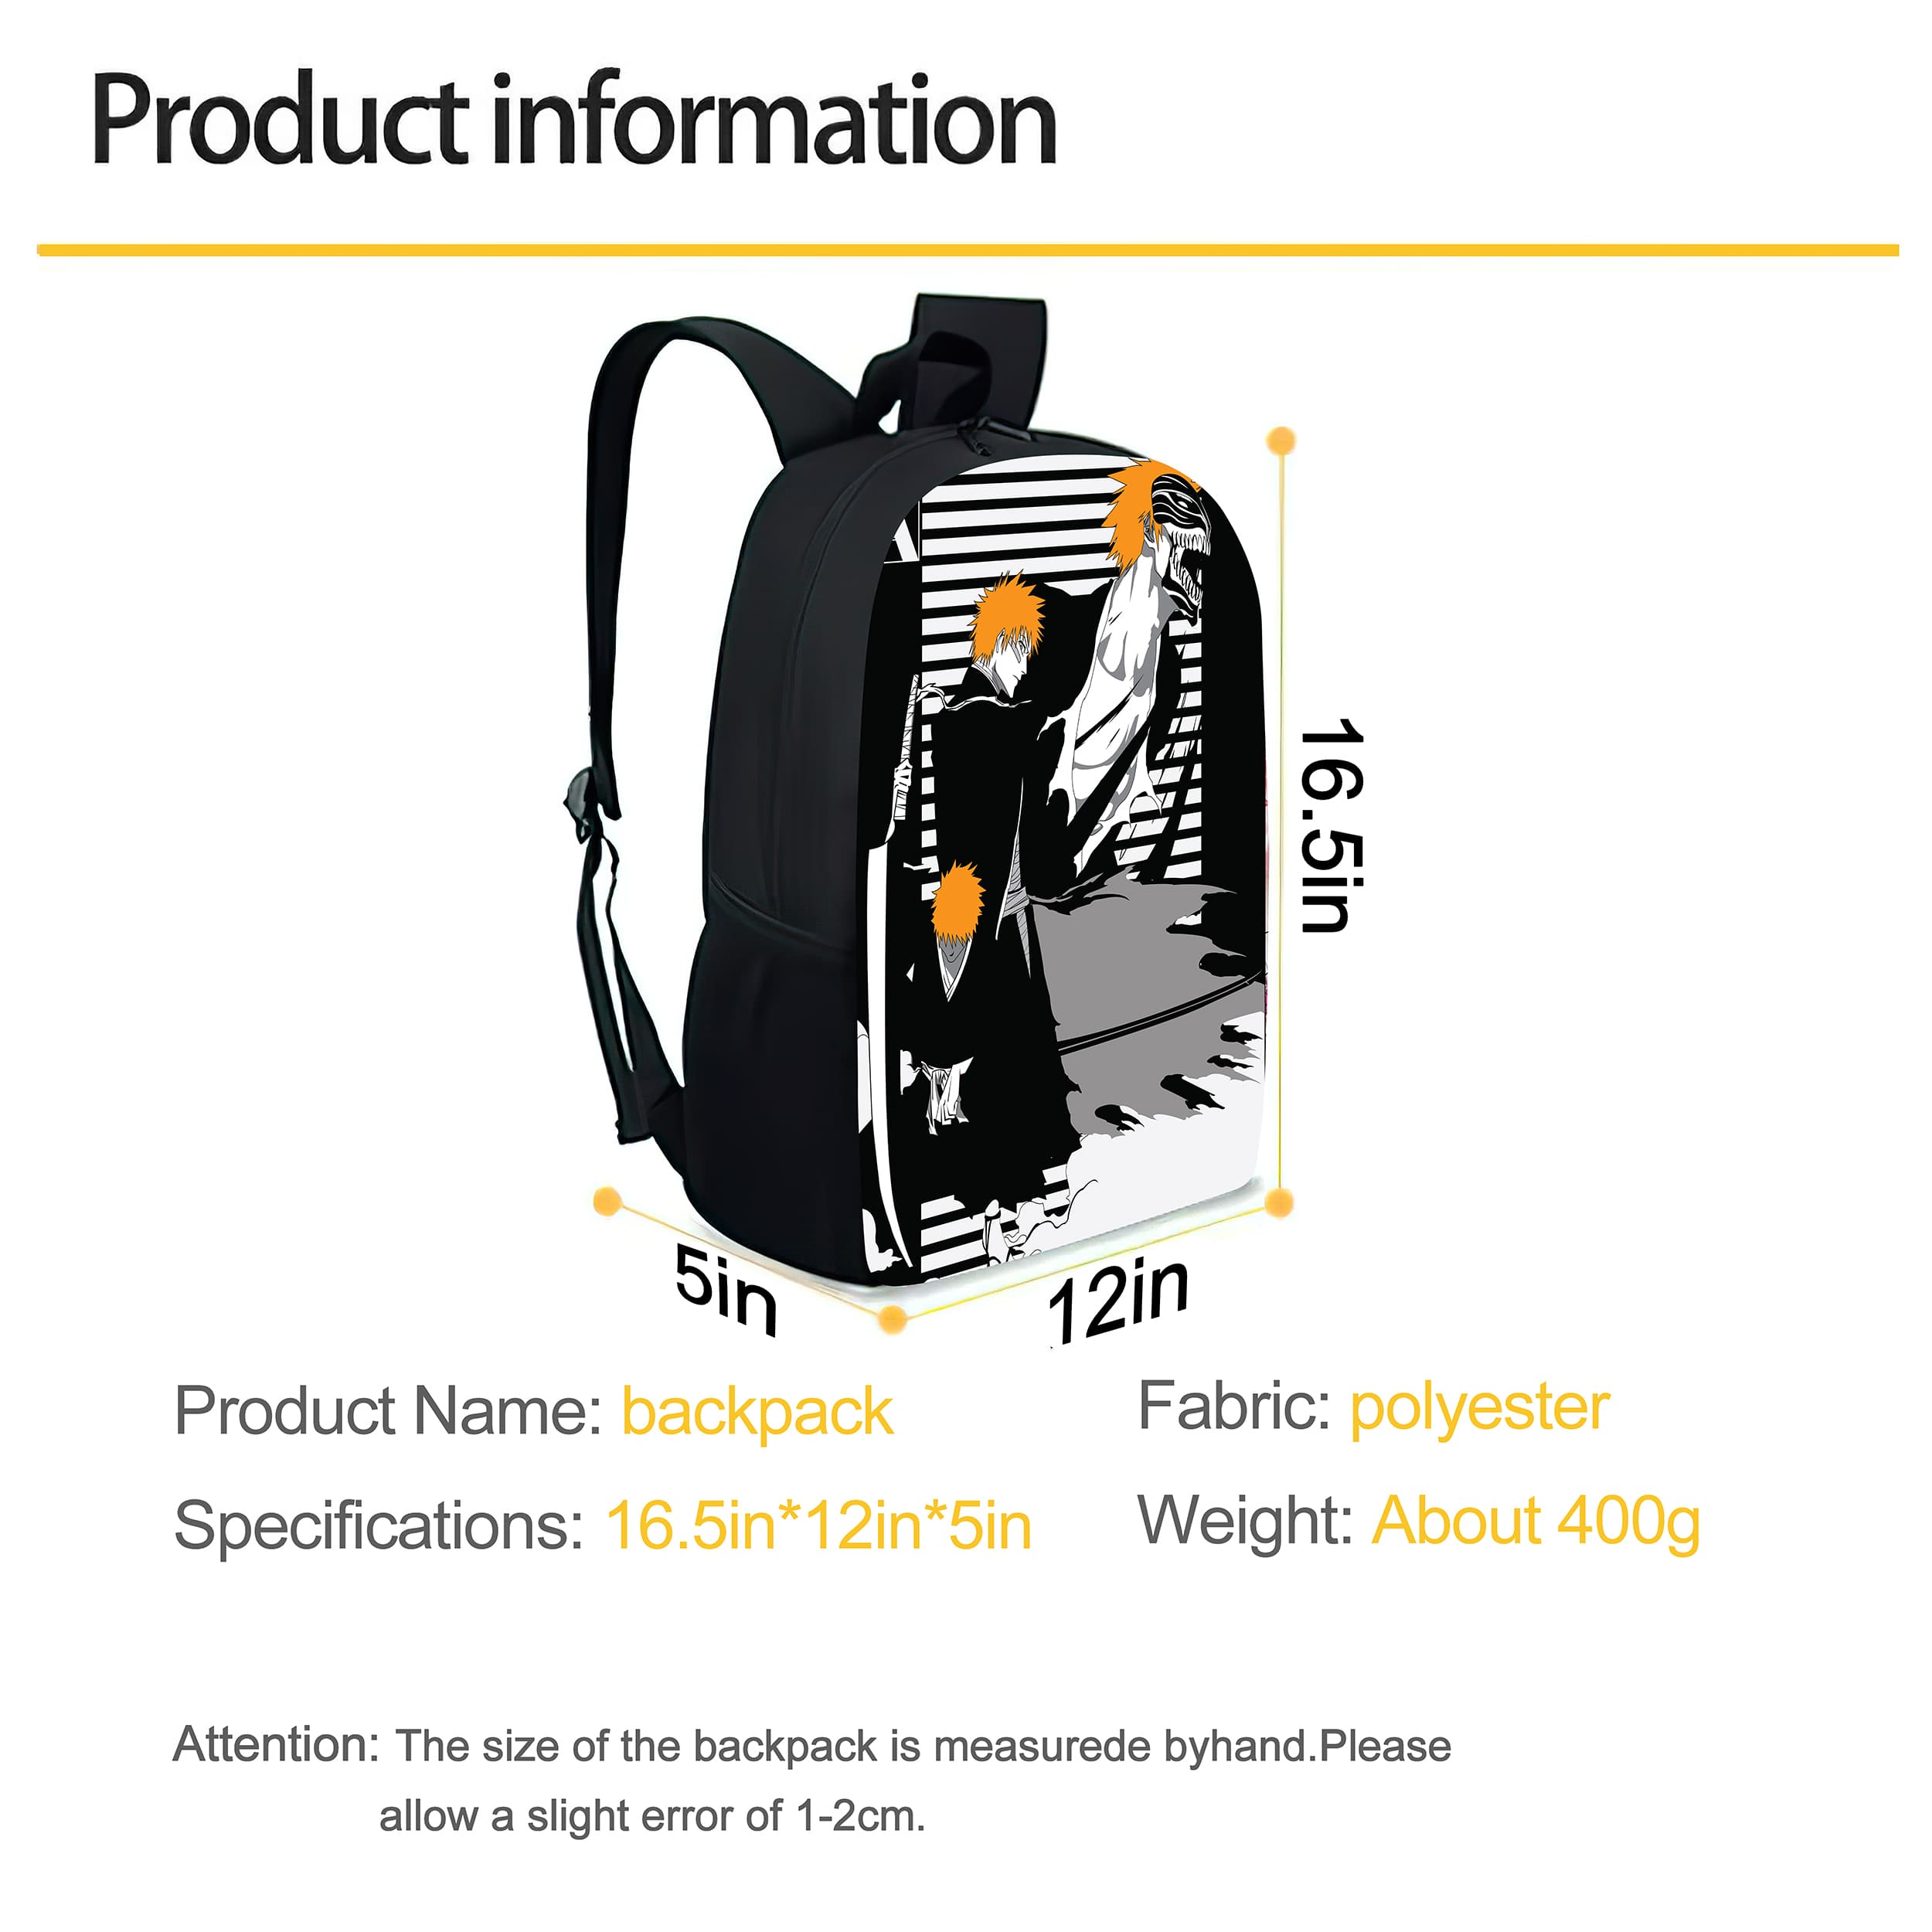 Product information
16.5in
5in
12in
Product Name: backpack
Fabric: polyester
Specifications: 16.5in*12in*5in
Weight: About 400g
Attention: The size of the backpack is measurede byhand.Please
allow a slight error of 1-2cm.